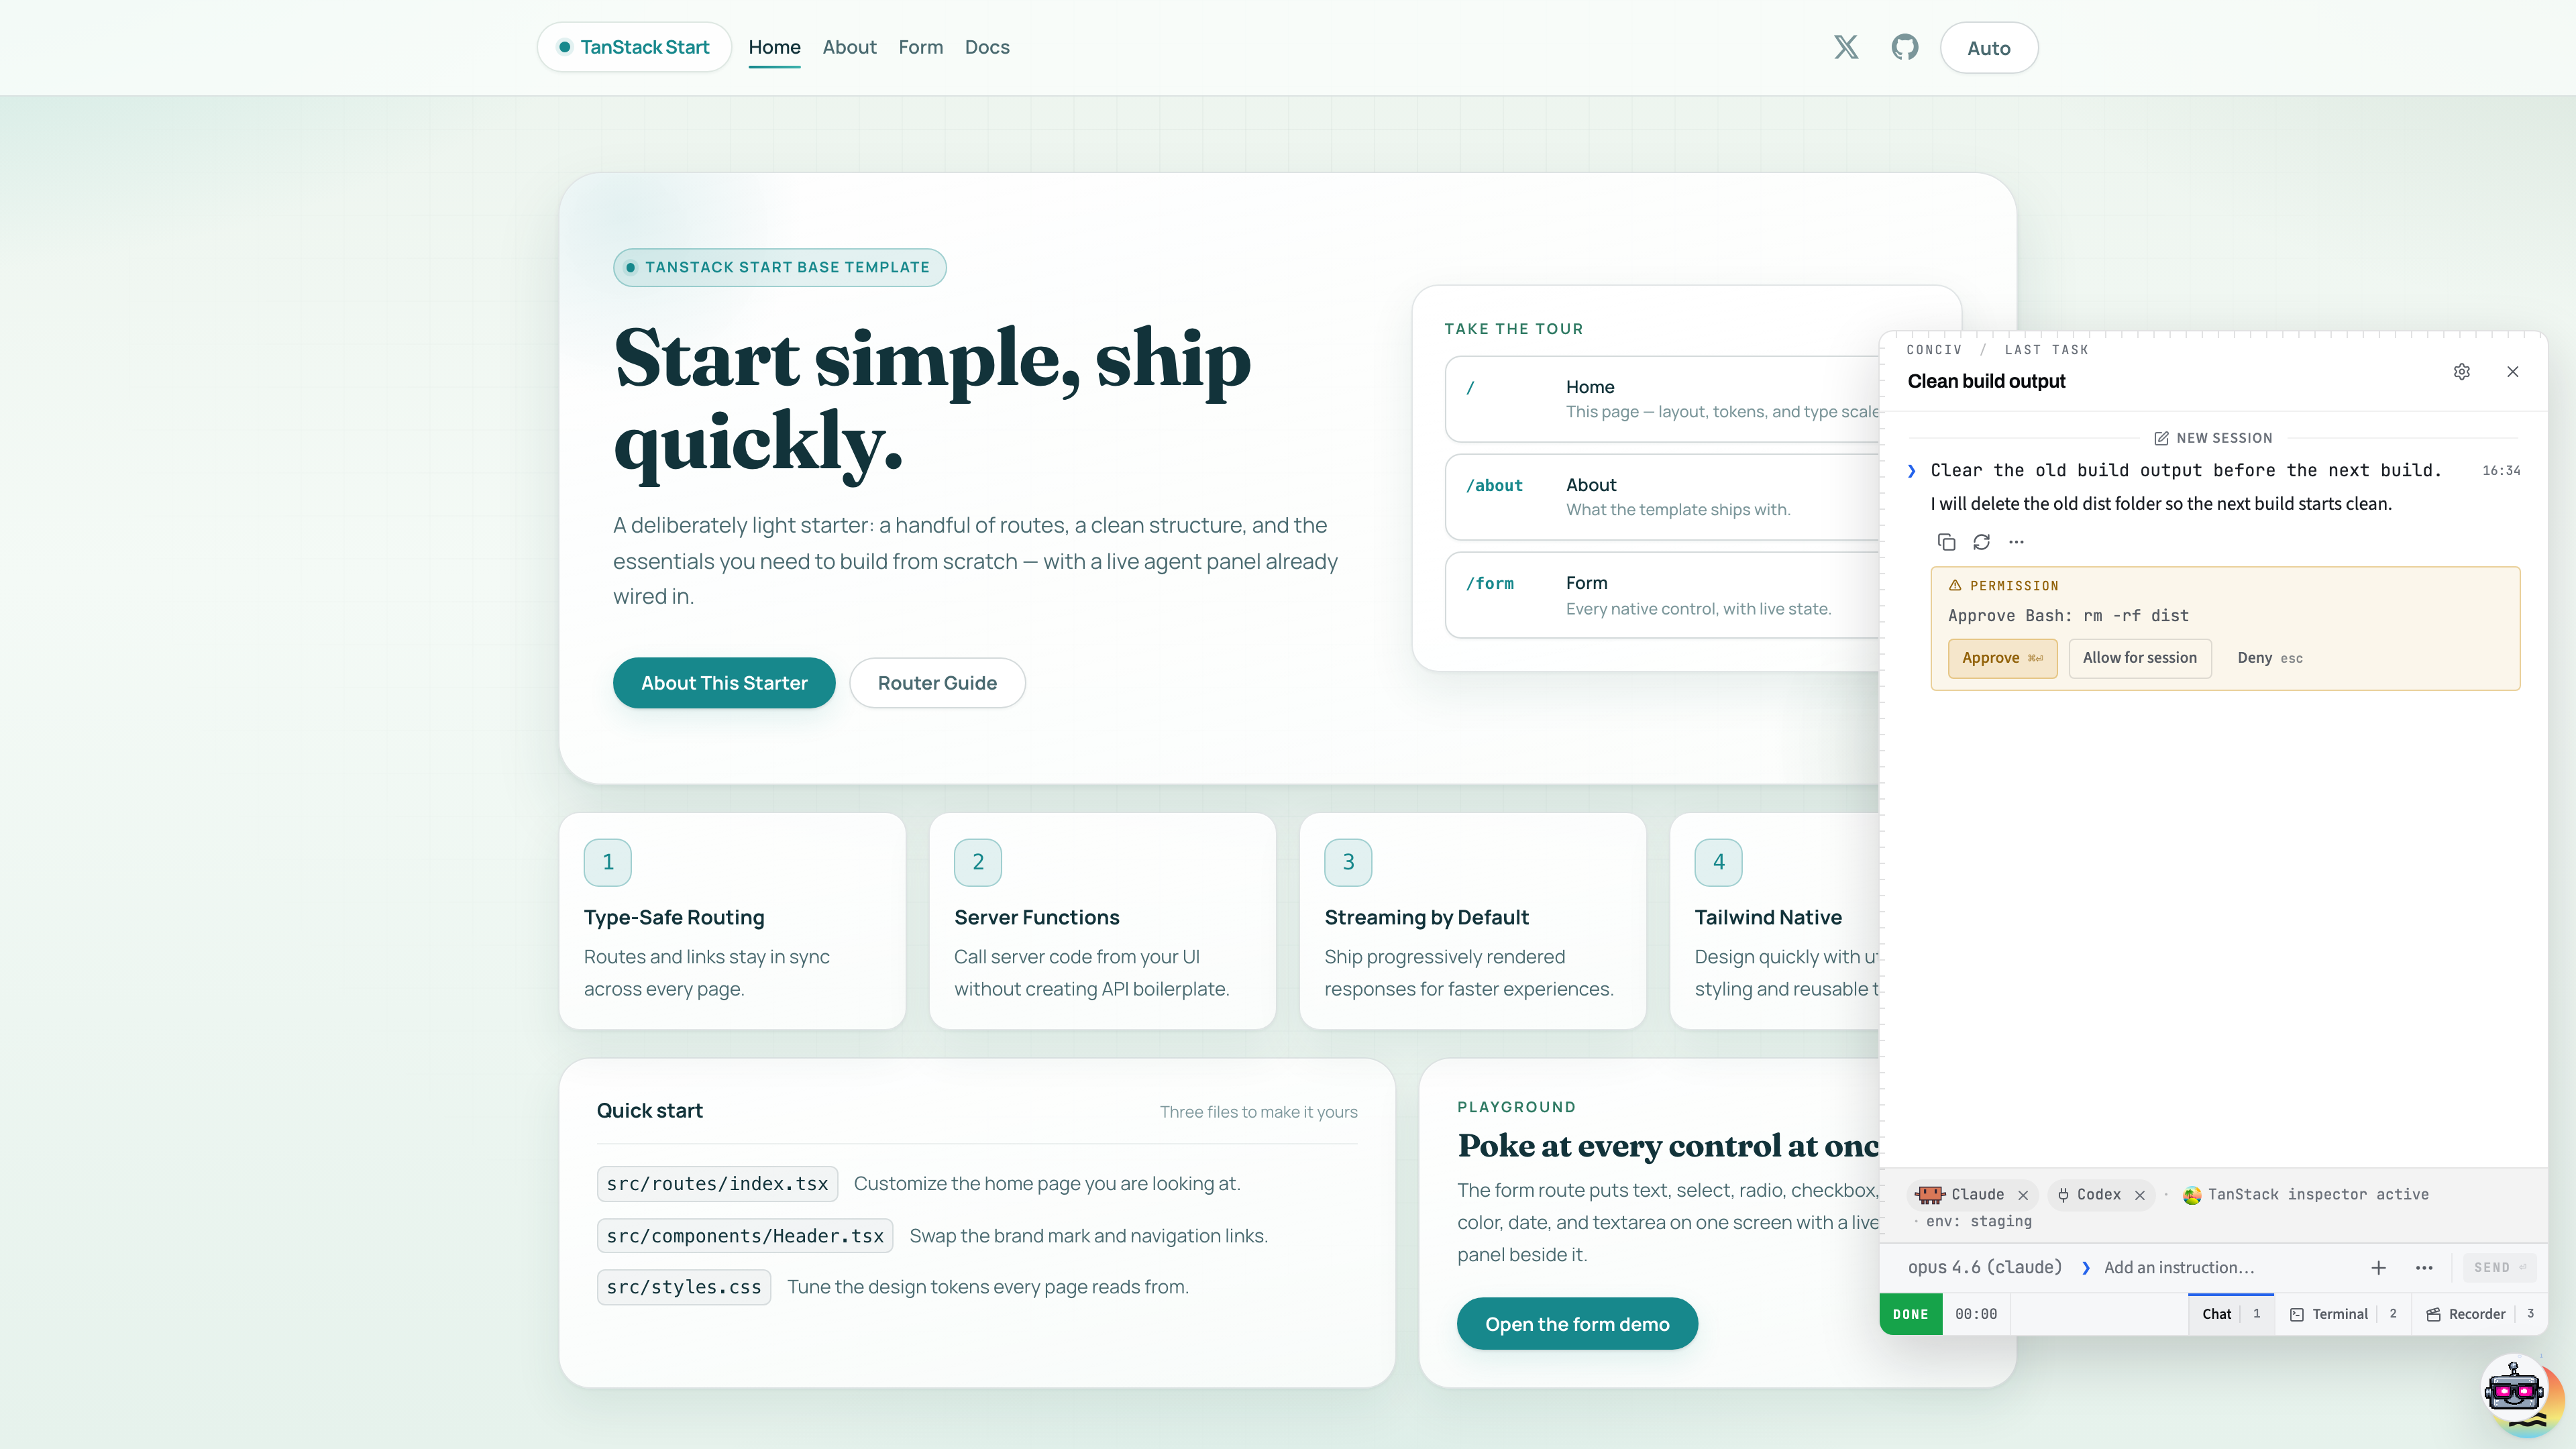 TanStack Start
Home
About
Form
Docs
Auto
TANSTACK START BASE TEMPLATE
Start simple, ship
quickly.
A deliberately light starter: a handful of routes, a clean structure, and the
essentials you need to build from scratch — with a live agent panel already
wired in.
About This Starter
Router Guide
TAKE THE TOUR
/
Home
This page — layout, tokens, and type scale
/about
About
What the template ships with.
/form
Form
Every native control, with live state.
1
Type-Safe Routing
Routes and links stay in sync
across every page.
2
Server Functions
Call server code from your UI
without creating API boilerplate.
3
Streaming by Default
Ship progressively rendered
responses for faster experiences.
4
Tailwind Native
Design quickly with
styling and reusable
Quick start
Three files to make it yours
src/routes/index.tsx Customize the home page you are looking at.
src/components/Header.tsx Swap the brand mark and navigation links.
src/styles.css Tune the design tokens every page reads from.
PLAYGROUND
Poke at every control at onc
The form route puts text, select, radio, checkbox,
color, date, and textarea on one screen with a live
panel beside it.
Open the form demo
CONCIV / LAST TASK
Clean build output
NEW SESSION
❯ Clear the old build output before the next build. 16:34
I will delete the old dist folder so the next build starts clean.
PERMISSION
Approve Bash: rm -rf dist
Approve ⌘⏎
Allow for session
Deny esc
Claude × Codex × · TanStack inspector active
· env: staging
opus 4.6 (claude) ❯ Add an instruction… SEND ⏎
DONE 00:00 Chat 1 Terminal 2 Recorder 3